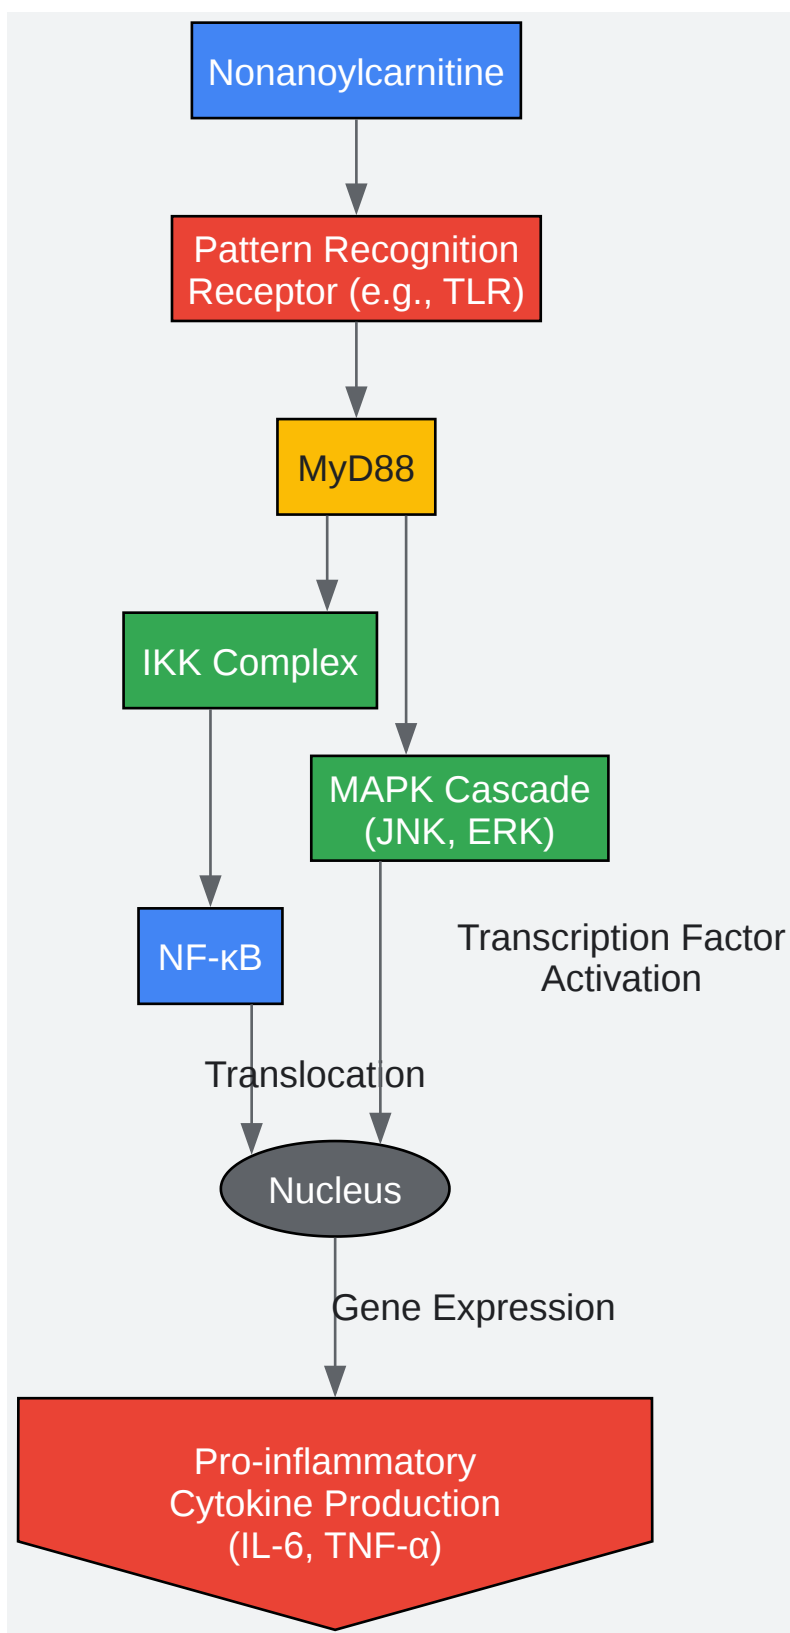 Nonanoylcarnitine
Pattern Recognition
Receptor (e.g., TLR)
MyD88
IKK Complex
MAPK Cascade
(JNK, ERK)
NF-κB
Transcription Factor
Activation
Translocation
Nucleus
Gene Expression
Pro-inflammatory
Cytokine Production
(IL-6, TNF-α)